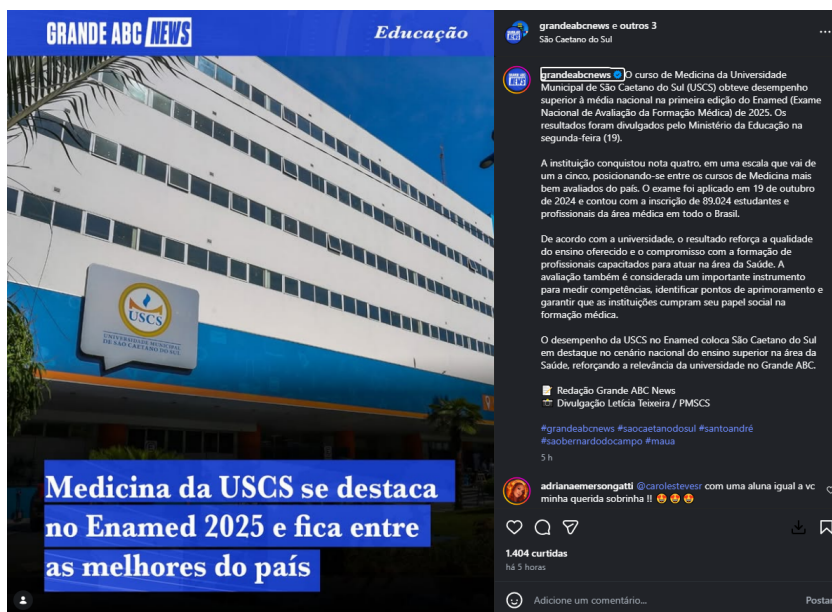 GRANDE ABC NEWS
Educação
USCS
UNIVERSIDADE MUNICIPAL
DE SÃO CAETANO DO SUL
Medicina da USCS se destaca
no Enamed 2025 e fica entre
as melhores do país
grandeabcnews e outros 3
São Caetano do Sul
grandeabcnews O curso de Medicina da Universidade
Municipal de São Caetano do Sul (USCS) obteve desempenho
superior à média nacional na primeira edição do Enamed (Exame
Nacional de Avaliação da Formação Médica) de 2025. Os
resultados foram divulgados pelo Ministério da Educação na
segunda-feira (19).
A instituição conquistou nota quatro, em uma escala que vai de
um a cinco, posicionando-se entre os cursos de Medicina mais
bem avaliados do país. O exame foi aplicado em 19 de outubro
de 2024 e contou com a inscrição de 89.024 estudantes e
profissionais da área médica em todo o Brasil.
De acordo com a universidade, o resultado reforça a qualidade
do ensino oferecido e o compromisso com a formação de
profissionais capacitados para atuar na área da Saúde. A
avaliação também é considerada um importante instrumento
para medir competências, identificar pontos de aprimoramento e
garantir que as instituições cumpram seu papel social na
formação médica.
O desempenho da USCS no Enamed coloca São Caetano do Sul
em destaque no cenário nacional do ensino superior na área da
Saúde, reforçando a relevância da universidade no Grande ABC.
📝 Redação Grande ABC News
📷 Divulgação Letícia Teixeira / PMSCS
#grandeabcnews #saocaetanodosul #santoandré
#saobernardodocampo #maua
5 h
adrianaemersongatti @carolestevesr com uma aluna igual a vc
minha querida sobrinha !! 😍😍😍
1.404 curtidas
há 5 horas
Adicione um comentário...
Postar